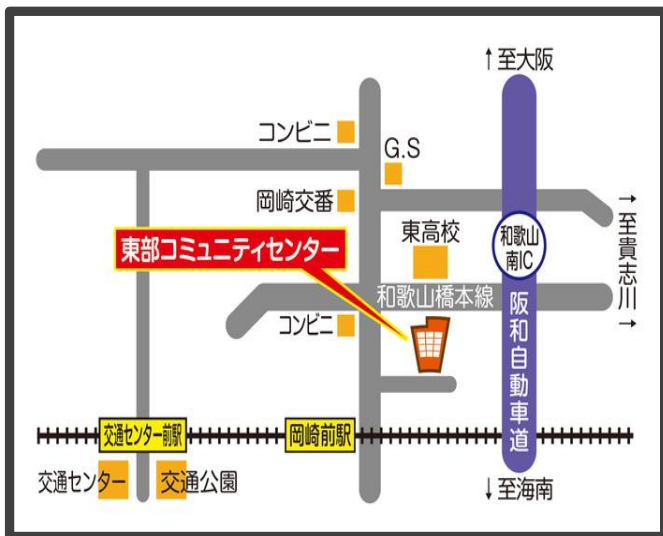 ↑至大阪
コンビニ
G.S
岡崎交番
東高校
和歌山
南IC
→至貴志川→
東部コミュニティセンター
和歌山橋本線
コンビニ
阪和自動車道
交通センター前駅
岡崎前駅
交通センター
交通公園
↓至海南